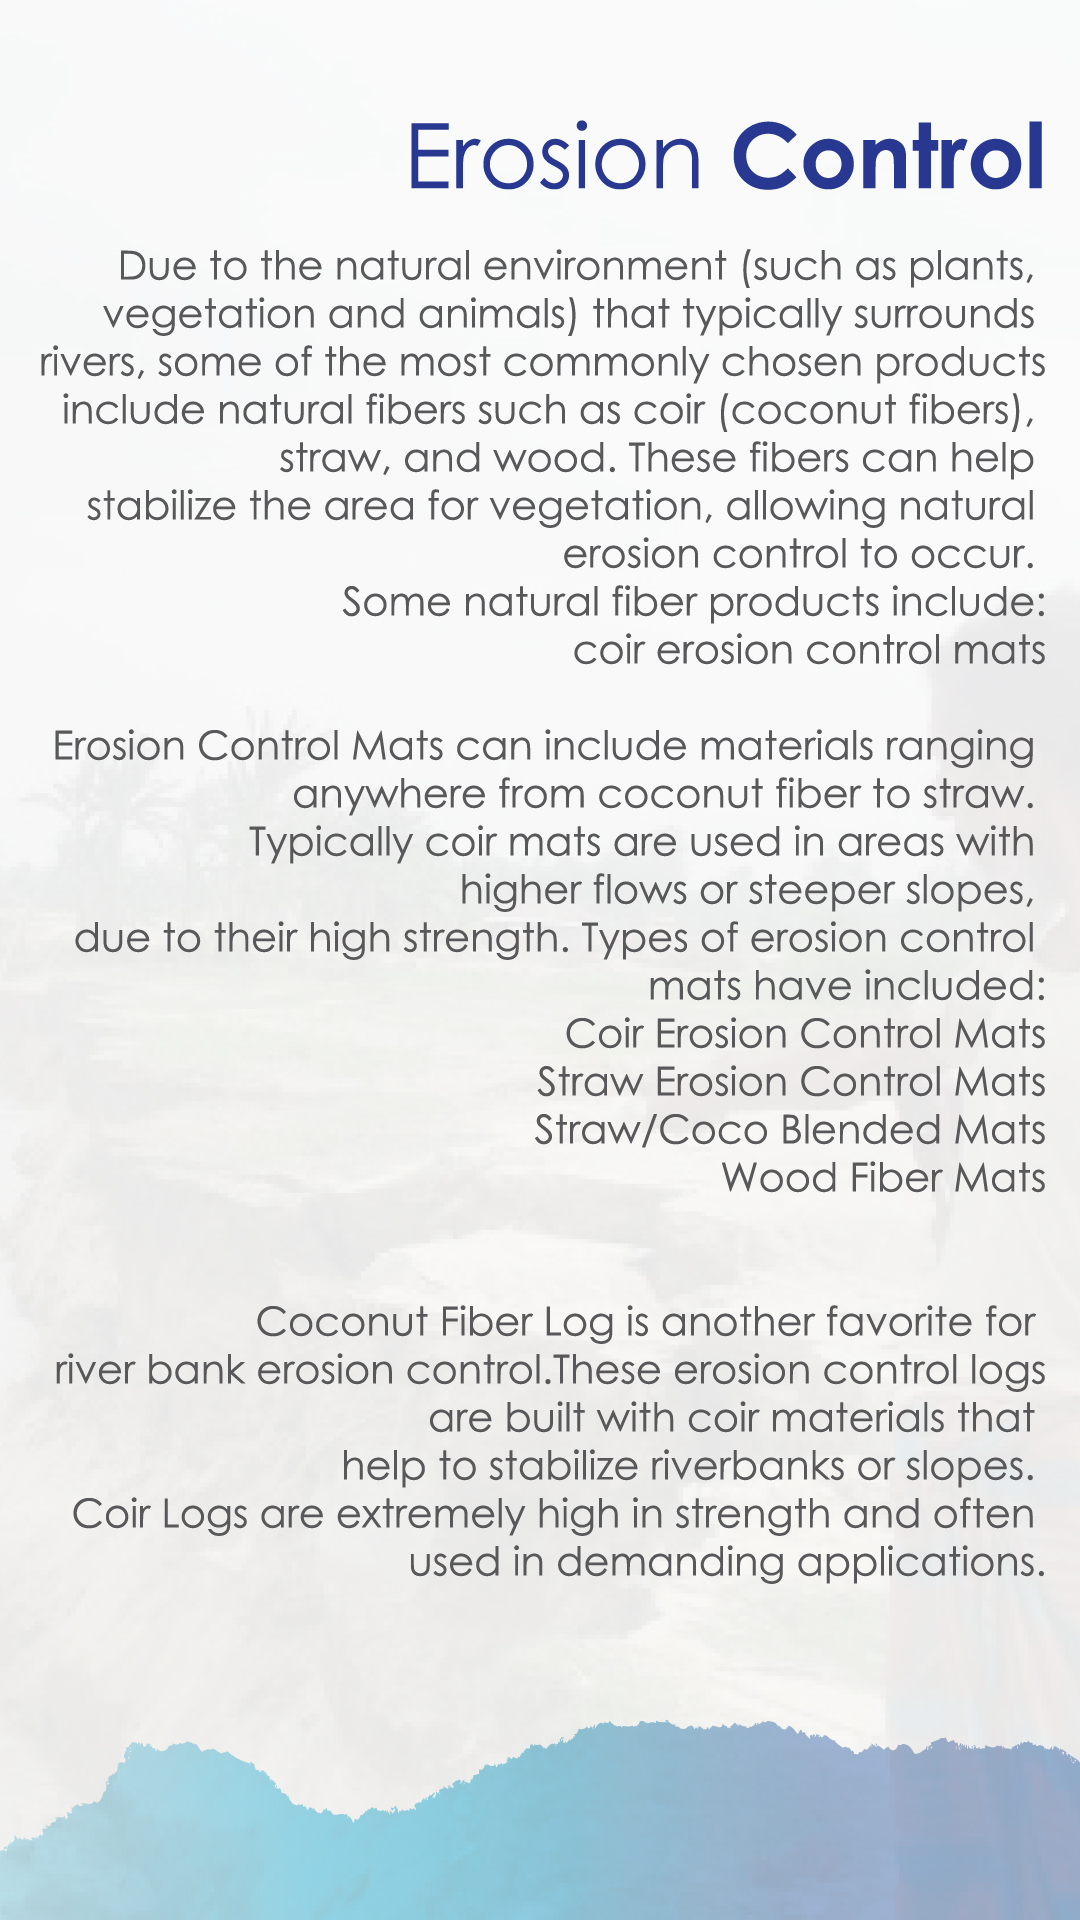 Erosion Control
Due to the natural environment (such as plants,
vegetation and animals) that typically surrounds
rivers, some of the most commonly chosen products
include natural fibers such as coir (coconut fibers),
straw, and wood. These fibers can help
stabilize the area for vegetation, allowing natural
erosion control to occur.
Some natural fiber products include:
coir erosion control mats
Erosion Control Mats can include materials ranging
anywhere from coconut fiber to straw.
Typically coir mats are used in areas with
higher flows or steeper slopes,
due to their high strength. Types of erosion control
mats have included:
Coir Erosion Control Mats
Straw Erosion Control Mats
Straw/Coco Blended Mats
Wood Fiber Mats
Coconut Fiber Log is another favorite for
river bank erosion control.These erosion control logs
are built with coir materials that
help to stabilize riverbanks or slopes.
Coir Logs are extremely high in strength and often
used in demanding applications.